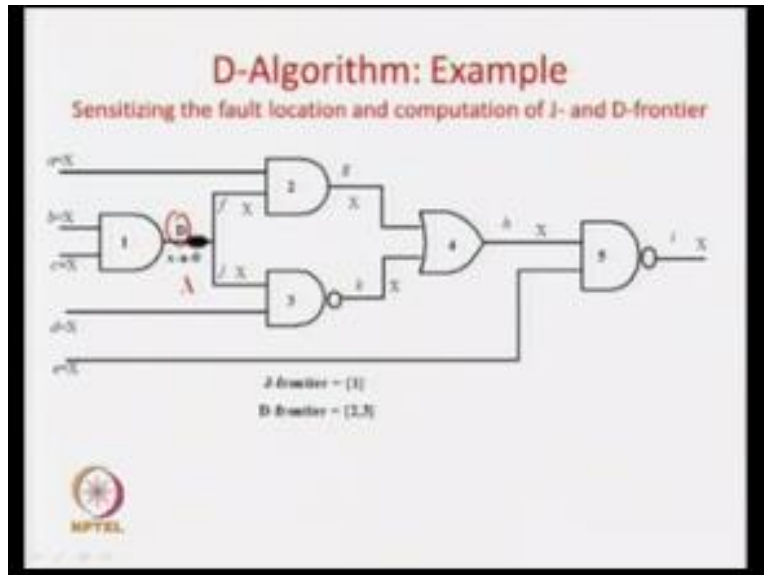 D-Algorithm: Example
Sensitizing the fault location and computation of J- and D-frontier
a=X
g
2
f X
X
b=X
D
h X
i X
1
4
5
c=X
s-a-0
f X
k
X
3
d=X
e=X
J-frontier = {1}
D-frontier = {2,3}
NPTEL